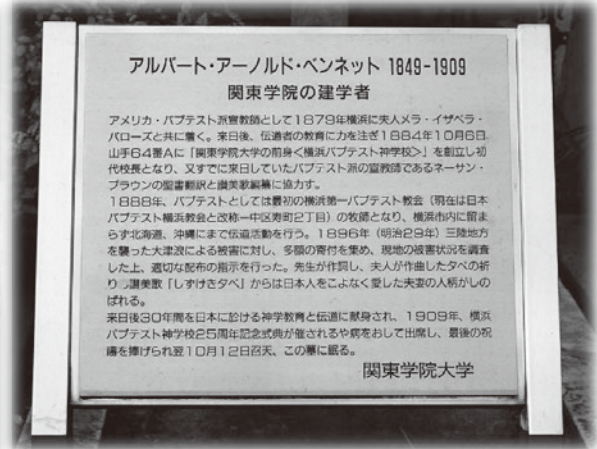 アルバート・アーノルド・ベンネット 1849-1909
関東学院の建学者
アメリカ・バプテスト派宣教師として1879年横浜に夫人メラ・イザベラ・
バローズと共に着く。来日後、伝道者の教育に力を注ぎ1884年10月6日
山手64番Aに「関東学院大学の前身<横浜バプテスト神学校>」を創立し初
代校長となり、又すでに来日していたバプテスト派の宣教師であるネーサン・
ブラウンの聖書翻訳と讃美歌編纂に協力す。
1888年、バプテストとしては最初の横浜第一バプテスト教会(現在は日本
バプテスト横浜教会と改称一中区寿町2丁目)の牧師となり、横浜市内に留ま
らず北海道、沖縄にまで伝道活動を行う。1896年(明治29年)三陸地方
を襲った大津浪による被害に対し、多額の寄付を集め、現地の被害状況を調査
した上、適切な配布の指示を行った。先生が作詞し、夫人が作曲した夕べの祈
り、讃美歌「しずけき夕べ」からは日本人をこよなく愛した夫妻の人柄がしの
ばれる。
来日後30年間を日本に於ける神学教育と伝道に献身され、1909年、横浜
バプテスト神学校25周年記念式典が催されるや病をおして出席し、最後の祝
禱を捧げられ翌10月12日召天、この墓に眠る。
関東学院大学